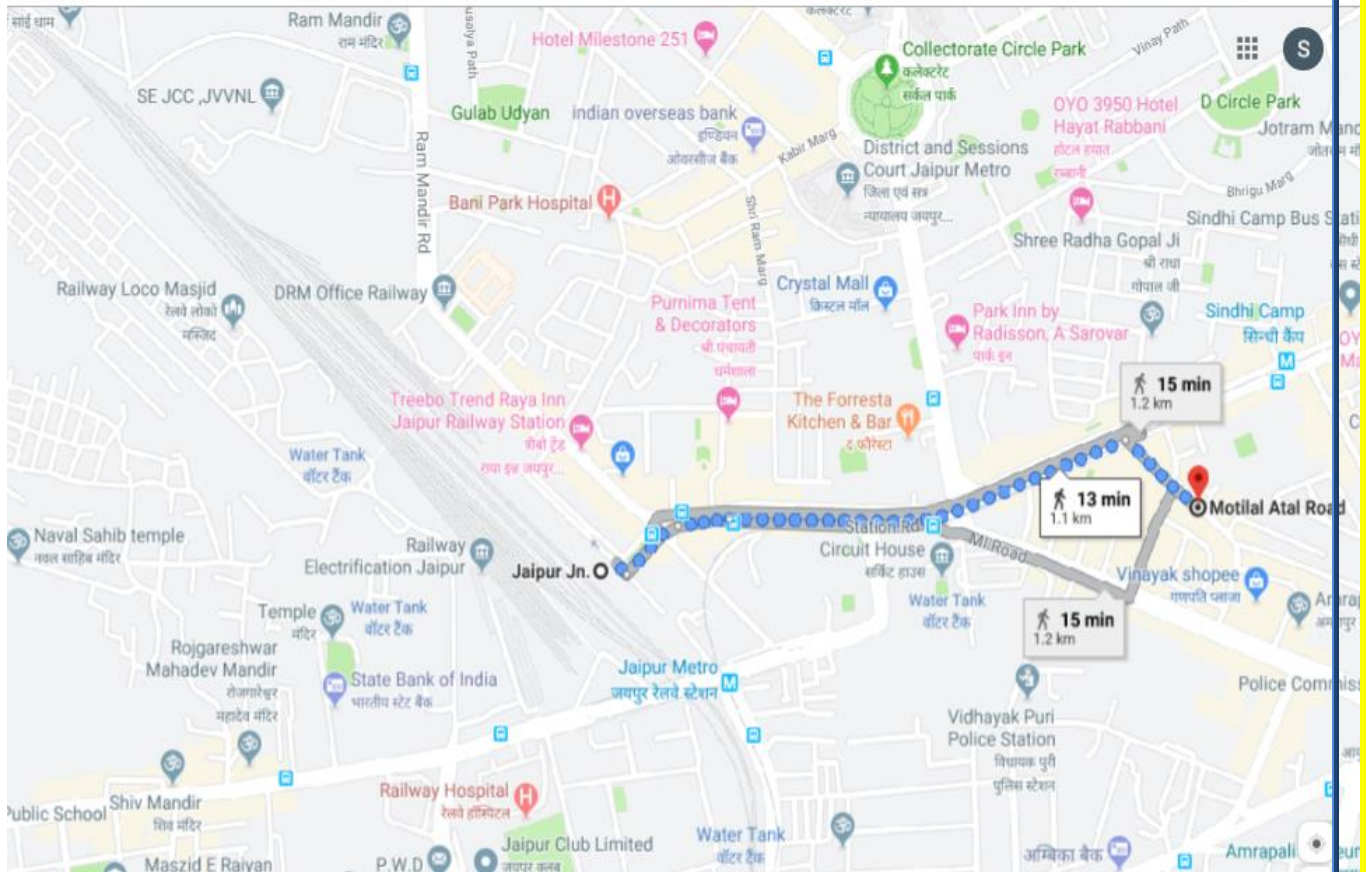 साई धाम
Ram Mandir
राम मंदिर
Hotel Milestone 251
कलेक्टरेट
Collectorate Circle Park
कलेक्टरेट
सर्कल पार्क
Vinay Path
S
SE JCC ,JVVNL
Gulab Udyan
indian overseas bank
इण्डियन
ओवरसीज बैंक
Kabir Marg
OYO 3950 Hotel
Hayat Rabbani
होटल हयात
रब्बानी
D Circle Park
Jotram
Ram Mandir Rd
District and Sessions
Court Jaipur Metro
जिला एवं सत्र
न्यायालय जयपुर...
Bhrigu Marg
Bani Park Hospital
Shri Ram Marg
Sindhi Camp Bus
Shree Radha Gopal Ji
श्री राधा
गोपाल जी
Railway Loco Masjid
रेलवे लोको
मस्जिद
DRM Office Railway
Crystal Mall
क्रिस्टल मॉल
Purnima Tent
& Decorators
श्री पंचायती
धर्मशाला
Park Inn by
Radisson, A Sarovar
पार्क इन
Sindhi Camp
सिन्धी कैंप
M
15 min
1.2 km
Treebo Trend Raya Inn
Jaipur Railway Station
त्रीबो ट्रेंड
राया इन जयपुर...
The Forresta
Kitchen & Bar
द फौरेस्टा
Water Tank
वॉटर टैंक
13 min
1.1 km
Motilal Atal Road
Station Rd
MI Road
Naval Sahib temple
नवल साहिब मंदिर
Railway
Electrification Jaipur
Jaipur Jn.
Circuit House
सर्किट हाउस
Vinayak shopee
गणपति प्लाजा
Water Tank
वॉटर टैंक
Temple
मंदिर
Water Tank
वॉटर टैंक
15 min
1.2 km
Rojgareshwar
Mahadev Mandir
रोजगारेश्वर
महादेव मंदिर
State Bank of India
भारतीय स्टेट बैंक
Jaipur Metro
जयपुर रेलवे स्टेशन
M
Police
Vidhayak Puri
Police Station
विधायक पुरी
पुलिस स्टेशन
Public School
Shiv Mandir
शिव मंदिर
Railway Hospital
रेलवे हॉस्पिटल
H
Jaipur Club Limited
जयपुर क्लब
Water Tank
वॉटर टैंक
अम्बिका बैंक
Amrapali
Maszid E Raiyan
P.W.D